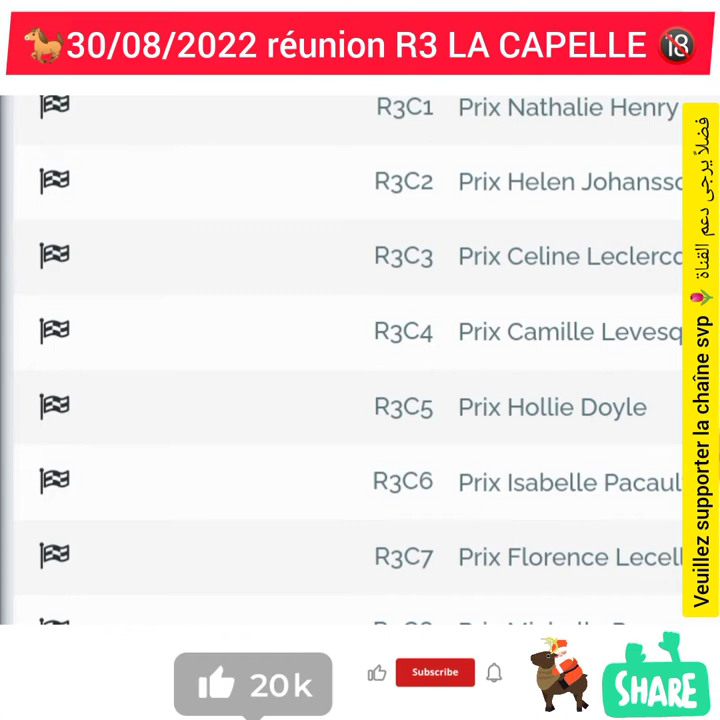 🐎30/08/2022 réunion R3 LA CAPELLE 🔞
R3C1 Prix Nathalie Henry
R3C2 Prix Helen Johansso
R3C3 Prix Celine Leclercq
R3C4 Prix Camille Levesq
R3C5 Prix Hollie Doyle
R3C6 Prix Isabelle Pacaul
R3C7 Prix Florence Lecell
Veuillez supporter la chaîne svp 🌷 فضلاً يرجى دعم القناة
20k
Subscribe
SHARE